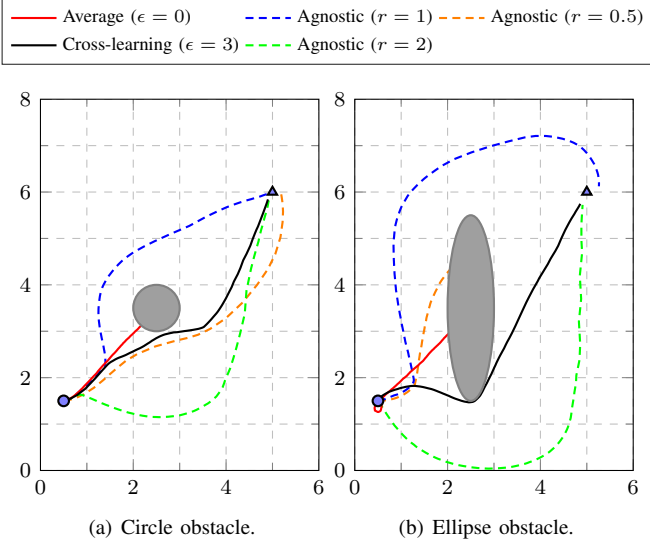 Average (ϵ = 0) Agnostic (r = 1) Agnostic (r = 0.5)
Cross-learning (ϵ = 3) Agnostic (r = 2)
8 8
6 6
4 4
2 2
0 0
0 2 4 6 0 2 4 6
(a) Circle obstacle. (b) Ellipse obstacle.